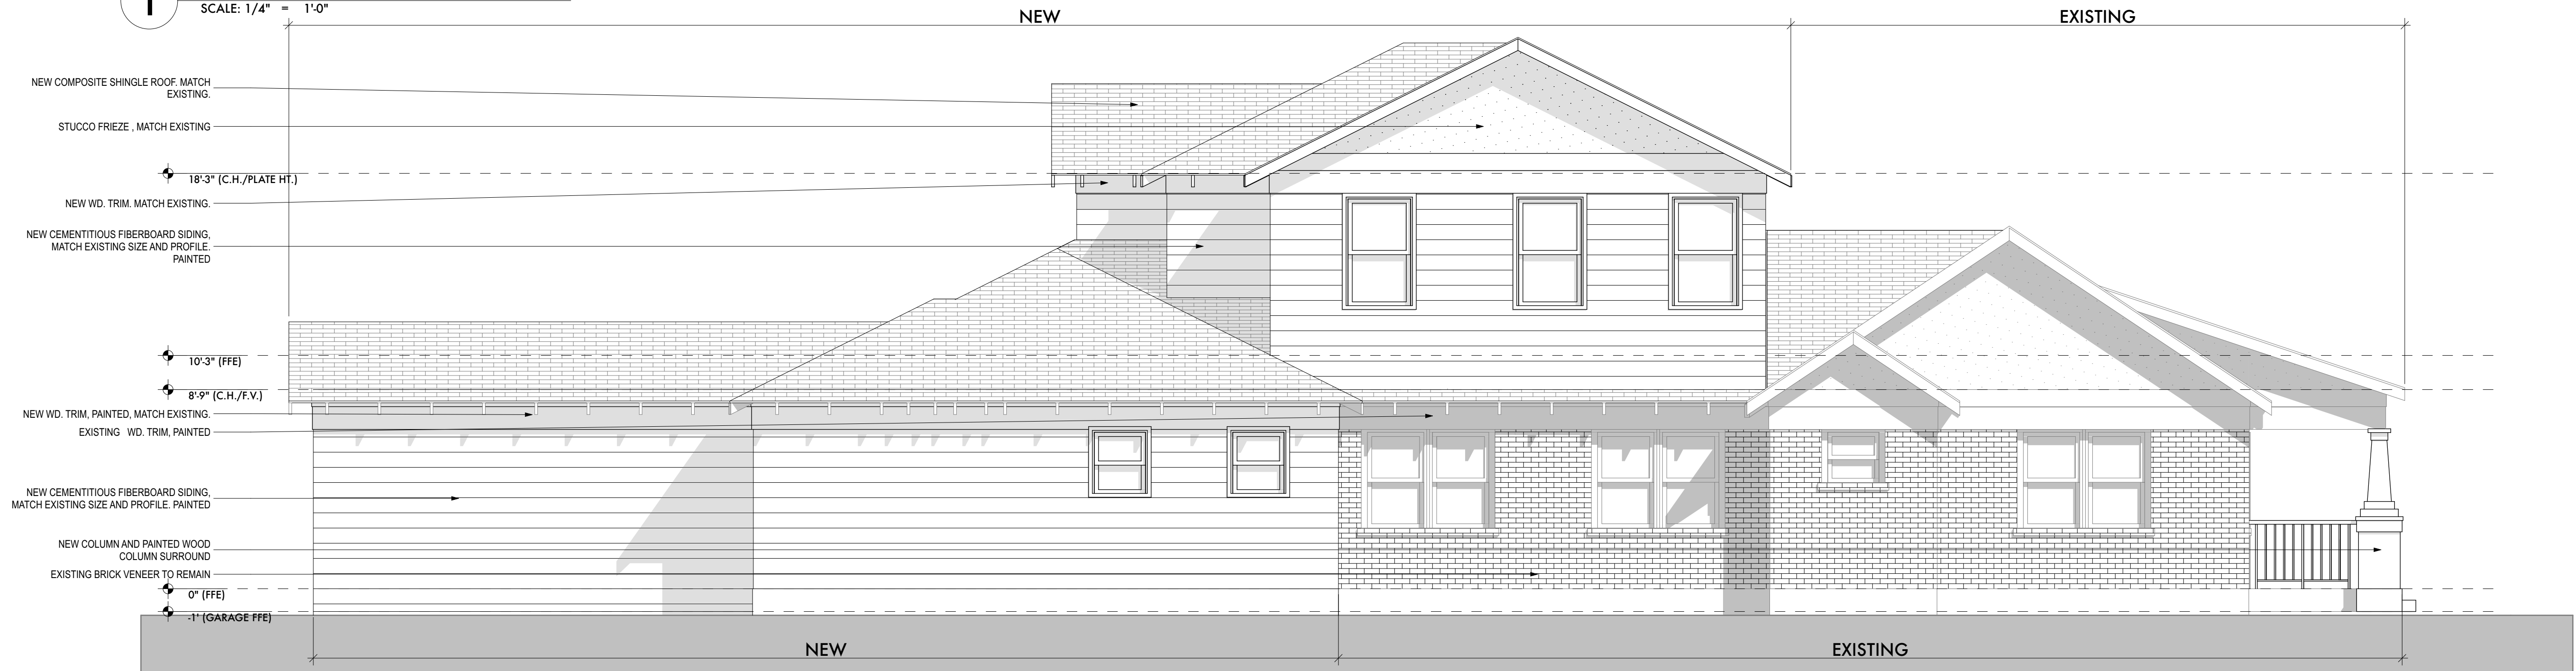 1
SCALE: 1/4" = 1'-0"
NEW
EXISTING
NEW COMPOSITE SHINGLE ROOF. MATCH
EXISTING.
STUCCO FRIEZE , MATCH EXISTING
18'-3" (C.H./PLATE HT.)
NEW WD. TRIM. MATCH EXISTING.
NEW CEMENTITIOUS FIBERBOARD SIDING,
MATCH EXISTING SIZE AND PROFILE.
PAINTED
10'-3" (FFE)
8'-9" (C.H./F.V.)
NEW WD. TRIM, PAINTED, MATCH EXISTING.
EXISTING WD. TRIM, PAINTED
NEW CEMENTITIOUS FIBERBOARD SIDING,
MATCH EXISTING SIZE AND PROFILE. PAINTED
NEW COLUMN AND PAINTED WOOD
COLUMN SURROUND
EXISTING BRICK VENEER TO REMAIN
0" (FFE)
-1' (GARAGE FFE)
NEW
EXISTING